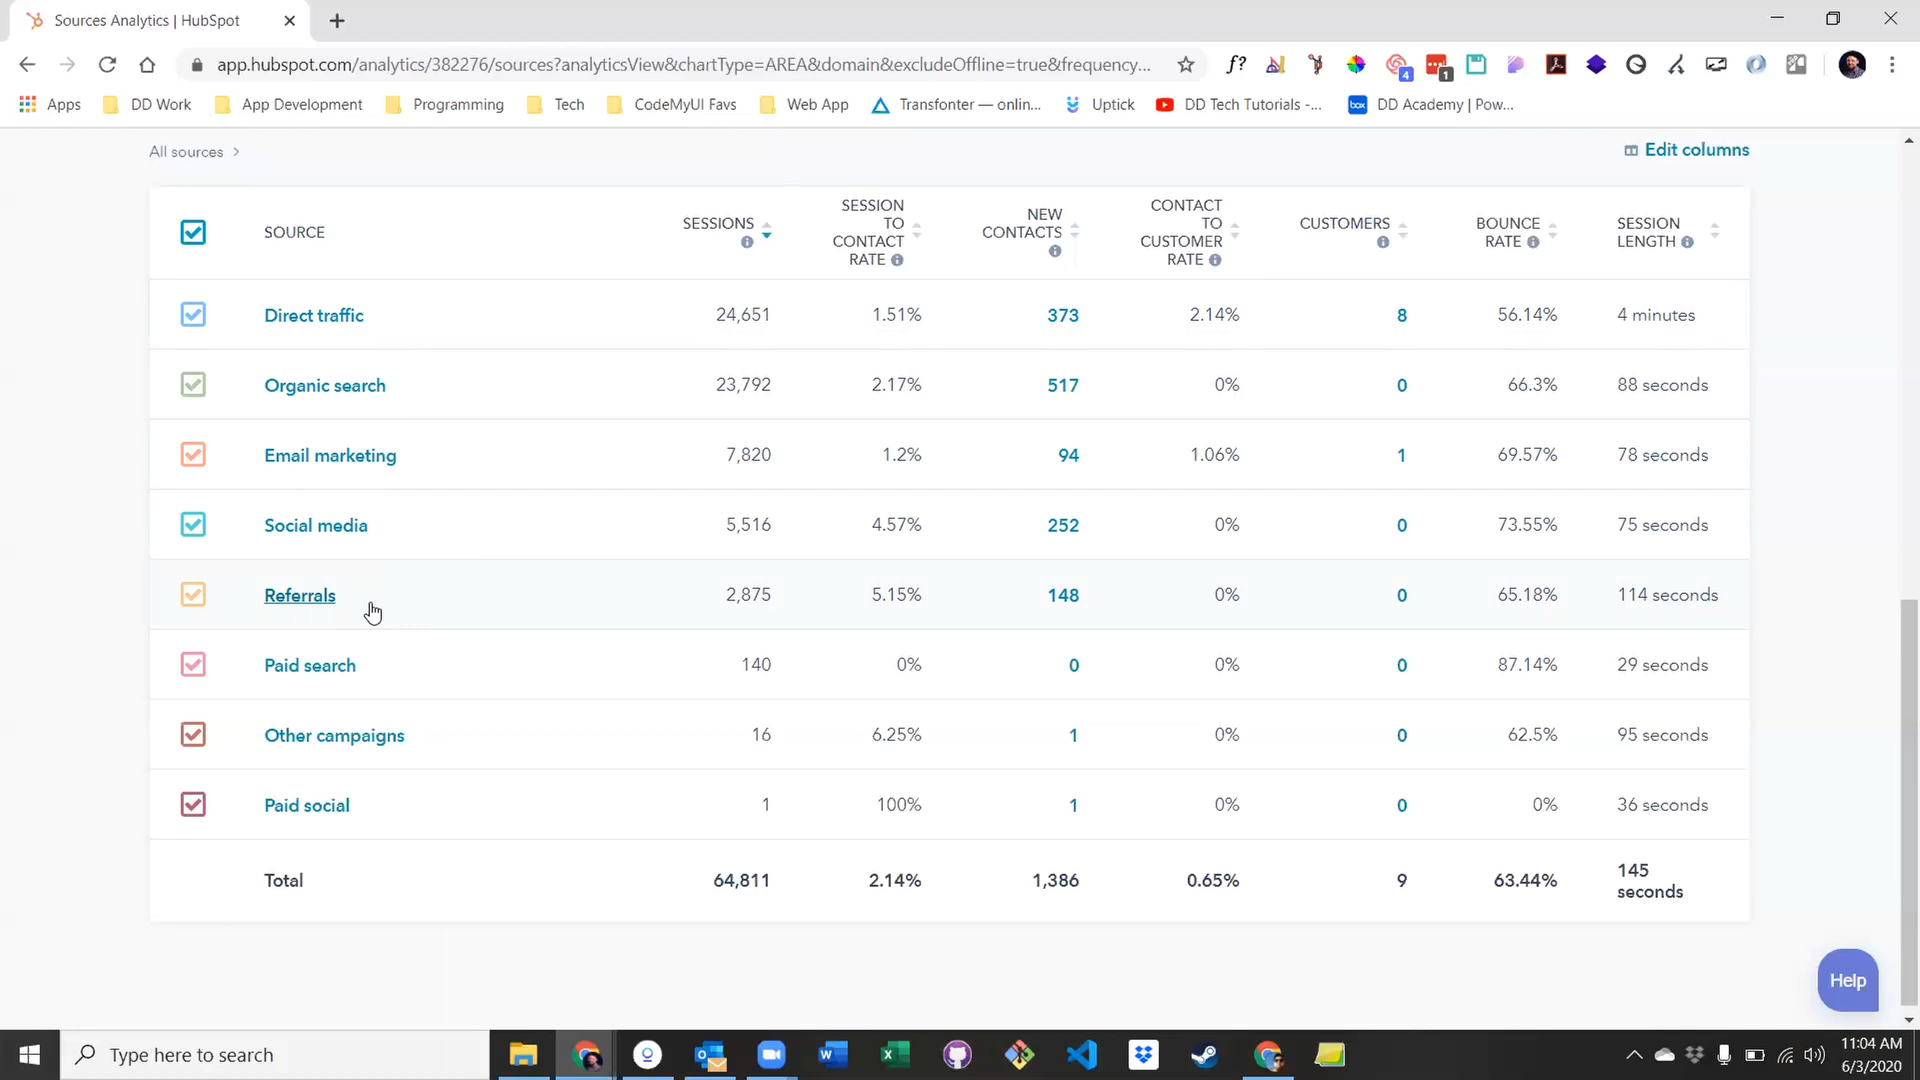 Sources Analytics | HubSpot
app.hubspot.com/analytics/382276/sources?analyticsView&chartType=AREA&domain&excludeOffline=true&frequency...
f?
4
1
Apps
DD Work
App Development
Programming
Tech
CodeMyUI Favs
Web App
Transfonter — onlin...
Uptick
DD Tech Tutorials -...
box
DD Academy | Pow...
All sources >
Edit columns
SOURCE
SESSIONS
SESSION
TO
CONTACT
RATE
NEW
CONTACTS
CONTACT
TO
CUSTOMER
RATE
CUSTOMERS
BOUNCE
RATE
SESSION
LENGTH
Direct traffic 24,651 1.51% 373 2.14% 8 56.14% 4 minutes
Organic search 23,792 2.17% 517 0% 0 66.3% 88 seconds
Email marketing 7,820 1.2% 94 1.06% 1 69.57% 78 seconds
Social media 5,516 4.57% 252 0% 0 73.55% 75 seconds
Referrals 2,875 5.15% 148 0% 0 65.18% 114 seconds
Paid search 140 0% 0 0% 0 87.14% 29 seconds
Other campaigns 16 6.25% 1 0% 0 62.5% 95 seconds
Paid social 1 100% 1 0% 0 0% 36 seconds
Total 64,811 2.14% 1,386 0.65% 9 63.44% 145
seconds
Help
Type here to search
11:04 AM
6/3/2020